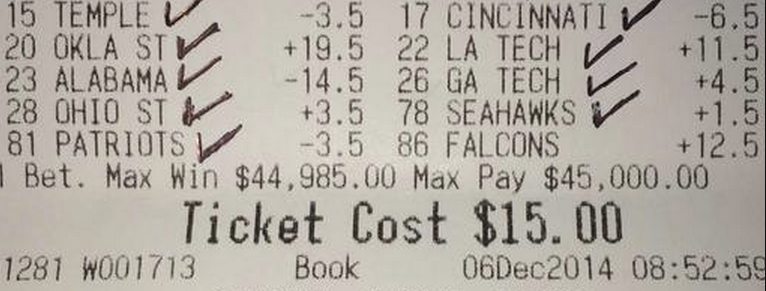 15 TEMPLE -3.5 17 CINCINNATI -6.5
20 OKLA ST +19.5 22 LA TECH +11.5
23 ALABAMA -14.5 26 GA TECH +4.5
28 OHIO ST +3.5 78 SEAHAWKS +1.5
81 PATRIOTS -3.5 86 FALCONS +12.5
1 Bet. Max Win $44,985.00 Max Pay $45,000.00
Ticket Cost $15.00
1281 W001713 Book 06Dec2014 08:52:59